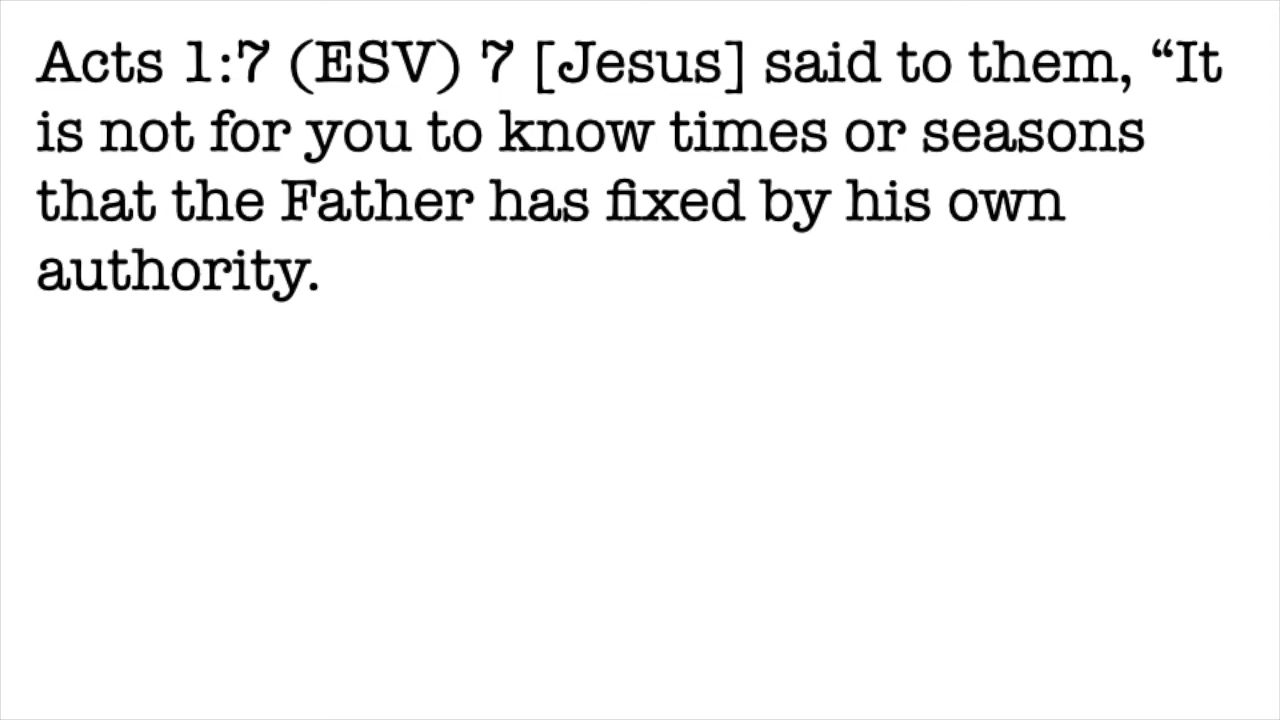 Acts 1:7 (ESV) 7 [Jesus] said to them, “It
is not for you to know times or seasons
that the Father has fixed by his own
authority.